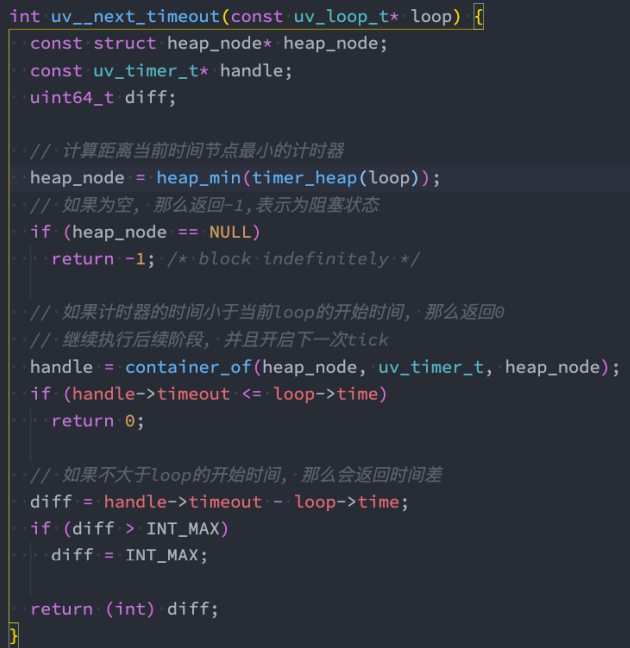 int uv__next_timeout(const uv_loop_t* loop) {
const struct heap_node* heap_node;
const uv_timer_t* handle;
uint64_t diff;
// 计算距离当前时间节点最小的计时器
heap_node = heap_min(timer_heap(loop));
// 如果为空, 那么返回-1,表示为阻塞状态
if (heap_node == NULL)
return -1; /* block indefinitely */
// 如果计时器的时间小于当前loop的开始时间, 那么返回0
// 继续执行后续阶段, 并且开启下一次tick
handle = container_of(heap_node, uv_timer_t, heap_node);
if (handle->timeout <= loop->time)
return 0;
// 如果不大于loop的开始时间, 那么会返回时间差
diff = handle->timeout - loop->time;
if (diff > INT_MAX)
diff = INT_MAX;
return (int) diff;
}